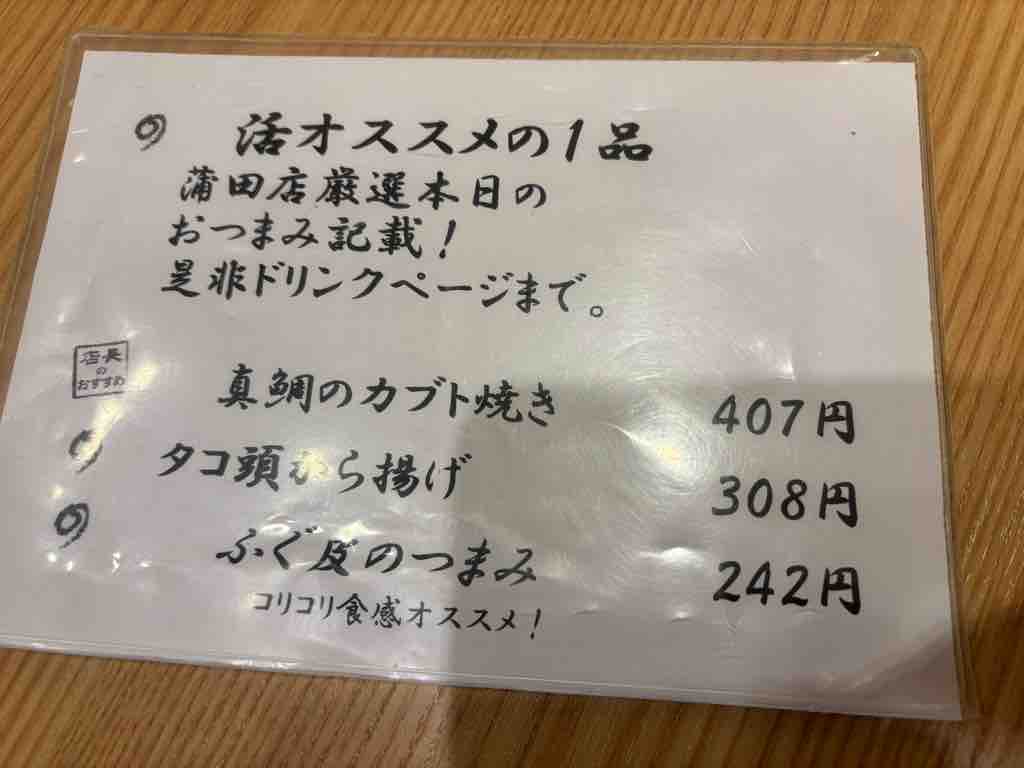 活オススメの1品
蒲田店厳選本日の
おつまみ記載!
是非ドリンクページまで。
店長
の
おすすめ
真鯛のカブト焼き 407円
タコ頭から揚げ 308円
ふぐ皮のつまみ 242円
コリコリ食感オススメ!